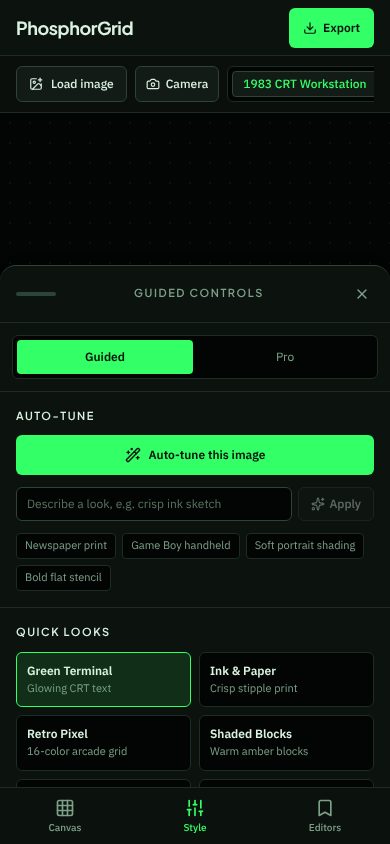 PhosphorGrid
Export
Load image
Camera
1983 CRT Workstation
GUIDED CONTROLS
Guided
Pro
AUTO-TUNE
Auto-tune this image
Describe a look, e.g. crisp ink sketch
Apply
Newspaper print
Game Boy handheld
Soft portrait shading
Bold flat stencil
QUICK LOOKS
Green Terminal
Glowing CRT text
Ink & Paper
Crisp stipple print
Retro Pixel
16-color arcade grid
Shaded Blocks
Warm amber blocks
Canvas
Style
Editors